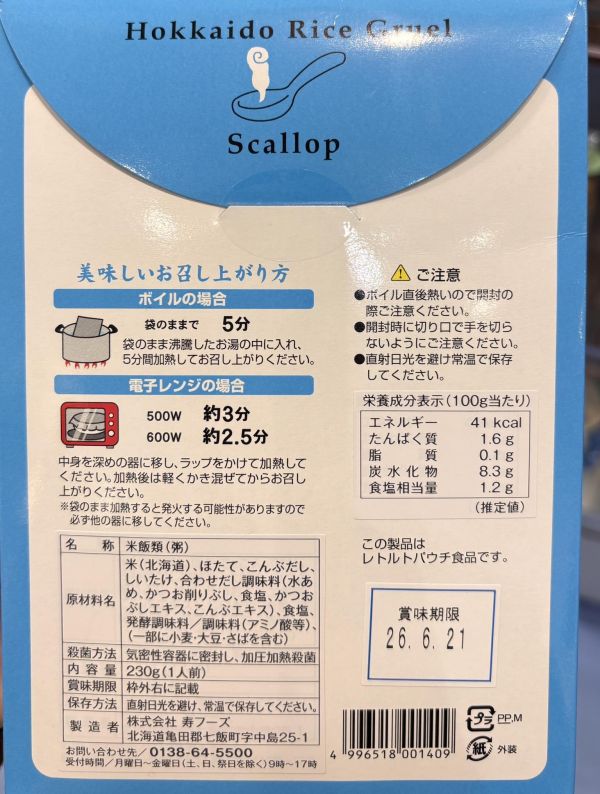 Hokkaido Rice Gruel
Scallop
美味しいお召し上がり方
ボイルの場合
袋のままで 5分
袋のまま沸騰したお湯の中に入れ、
5分間加熱してお召し上がりください。
電子レンジの場合
500W 約3分
600W 約2.5分
中身を深めの器に移し、ラップをかけて加熱して
ください。加熱後は軽くかき混ぜてからお召し
上がりください。
※袋のまま加熱すると発火する可能性がありますので
必ず他の器に移してください。
名 称 米飯類(粥)
原材料名 米(北海道)、ほたて、こんぶだし、
しいたけ、合わせだし調味料(水あ
め、かつお削りぶし、食塩、かつお
ぶしエキス、こんぶエキス)、食塩、
発酵調味料/調味料(アミノ酸等)、
(一部に小麦・大豆・さばを含む)
殺菌方法 気密性容器に密封し、加圧加熱殺菌
内容量 230g(1人前)
賞味期限 枠外右に記載
保存方法 直射日光を避け、常温で保存してください。
製造者 株式会社 寿フーズ
北海道亀田郡七飯町字中島25-1
お問い合わせ先/0138-64-5500
受付時間/月曜日〜金曜日(土、日、祭日を除く)9時〜17時
⚠ ご注意
●ボイル直後熱いので開封の
際ご注意ください。
●開封時に切り口で手を切ら
ないようにご注意ください。
●直射日光を避け常温で保存
してください。
栄養成分表示(100g当たり)
エネルギー 41 kcal
たんぱく質 1.6 g
脂 質 0.1 g
炭水化物 8.3 g
食塩相当量 1.2 g
(推定値)
この製品は
レトルトパウチ食品です。
賞味期限
26. 6. 21
4 996518 001409
プラ PP,M
紙 外装